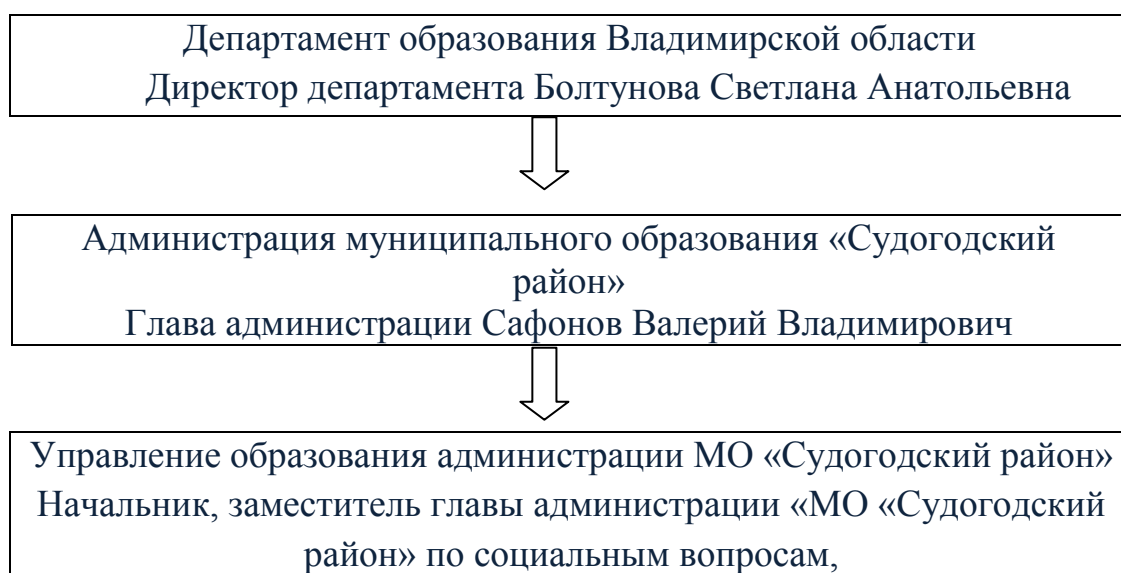 Департамент образования Владимирской области
Директор департамента Болтунова Светлана Анатольевна
Администрация муниципального образования «Судогодский
район»
Глава администрации Сафонов Валерий Владимирович
Управление образования администрации МО «Судогодский район»
Начальник, заместитель главы администрации «МО «Судогодский
район» по социальным вопросам,